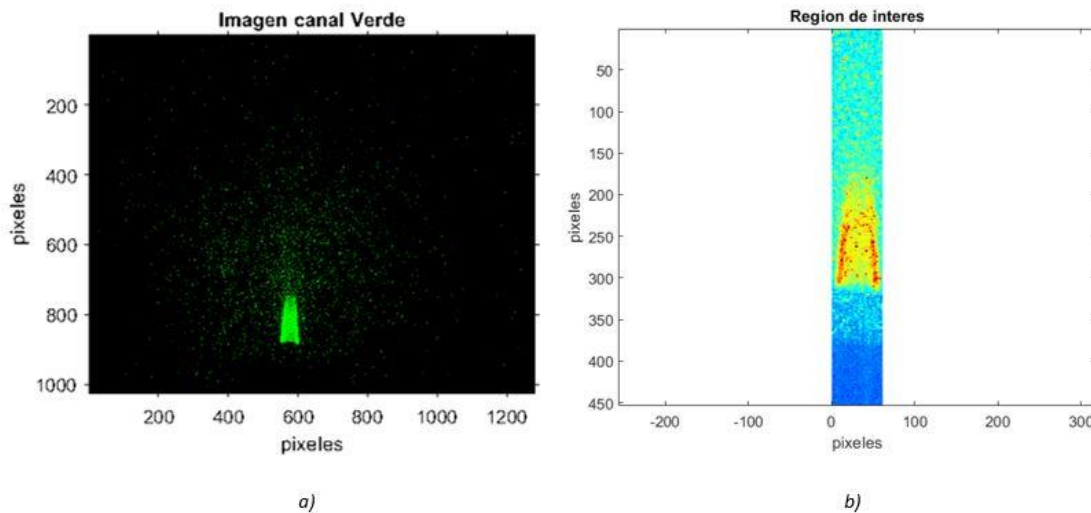 Imagen canal Verde
200
400
600
800
1000
pixeles
200 400 600 800 1000 1200
pixeles
a)
Region de interes
50
100
150
200
250
300
350
400
450
pixeles
-200 -100 0 100 200 300
pixeles
b)